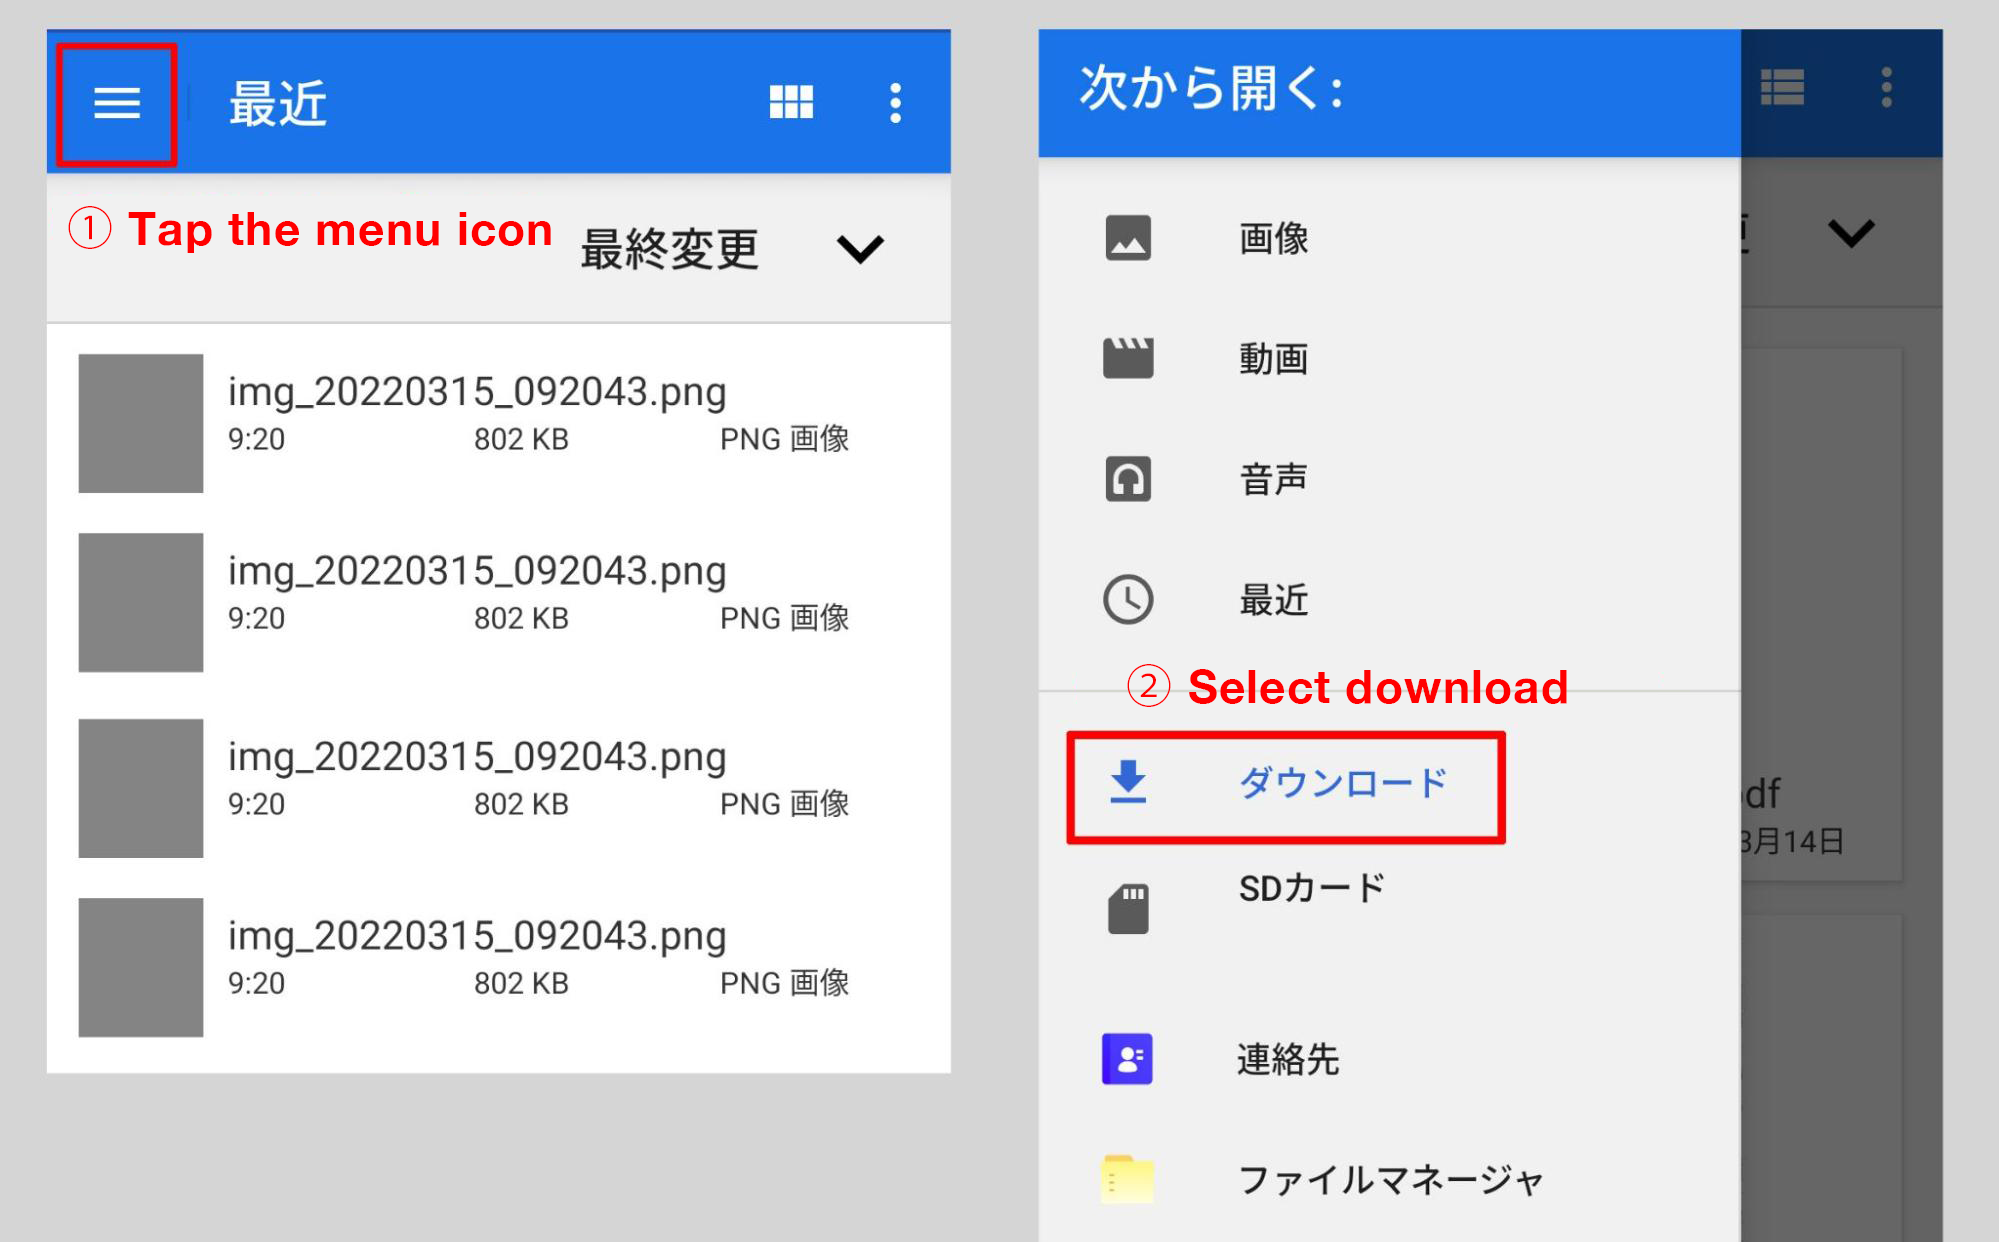 最近
① Tap the menu icon
最終変更
img_20220315_092043.png
9:20 802 KB PNG 画像
img_20220315_092043.png
9:20 802 KB PNG 画像
img_20220315_092043.png
9:20 802 KB PNG 画像
img_20220315_092043.png
9:20 802 KB PNG 画像
次から開く:
画像
動画
音声
最近
② Select download
ダウンロード
SDカード
連絡先
ファイルマネージャ
df
3月14日